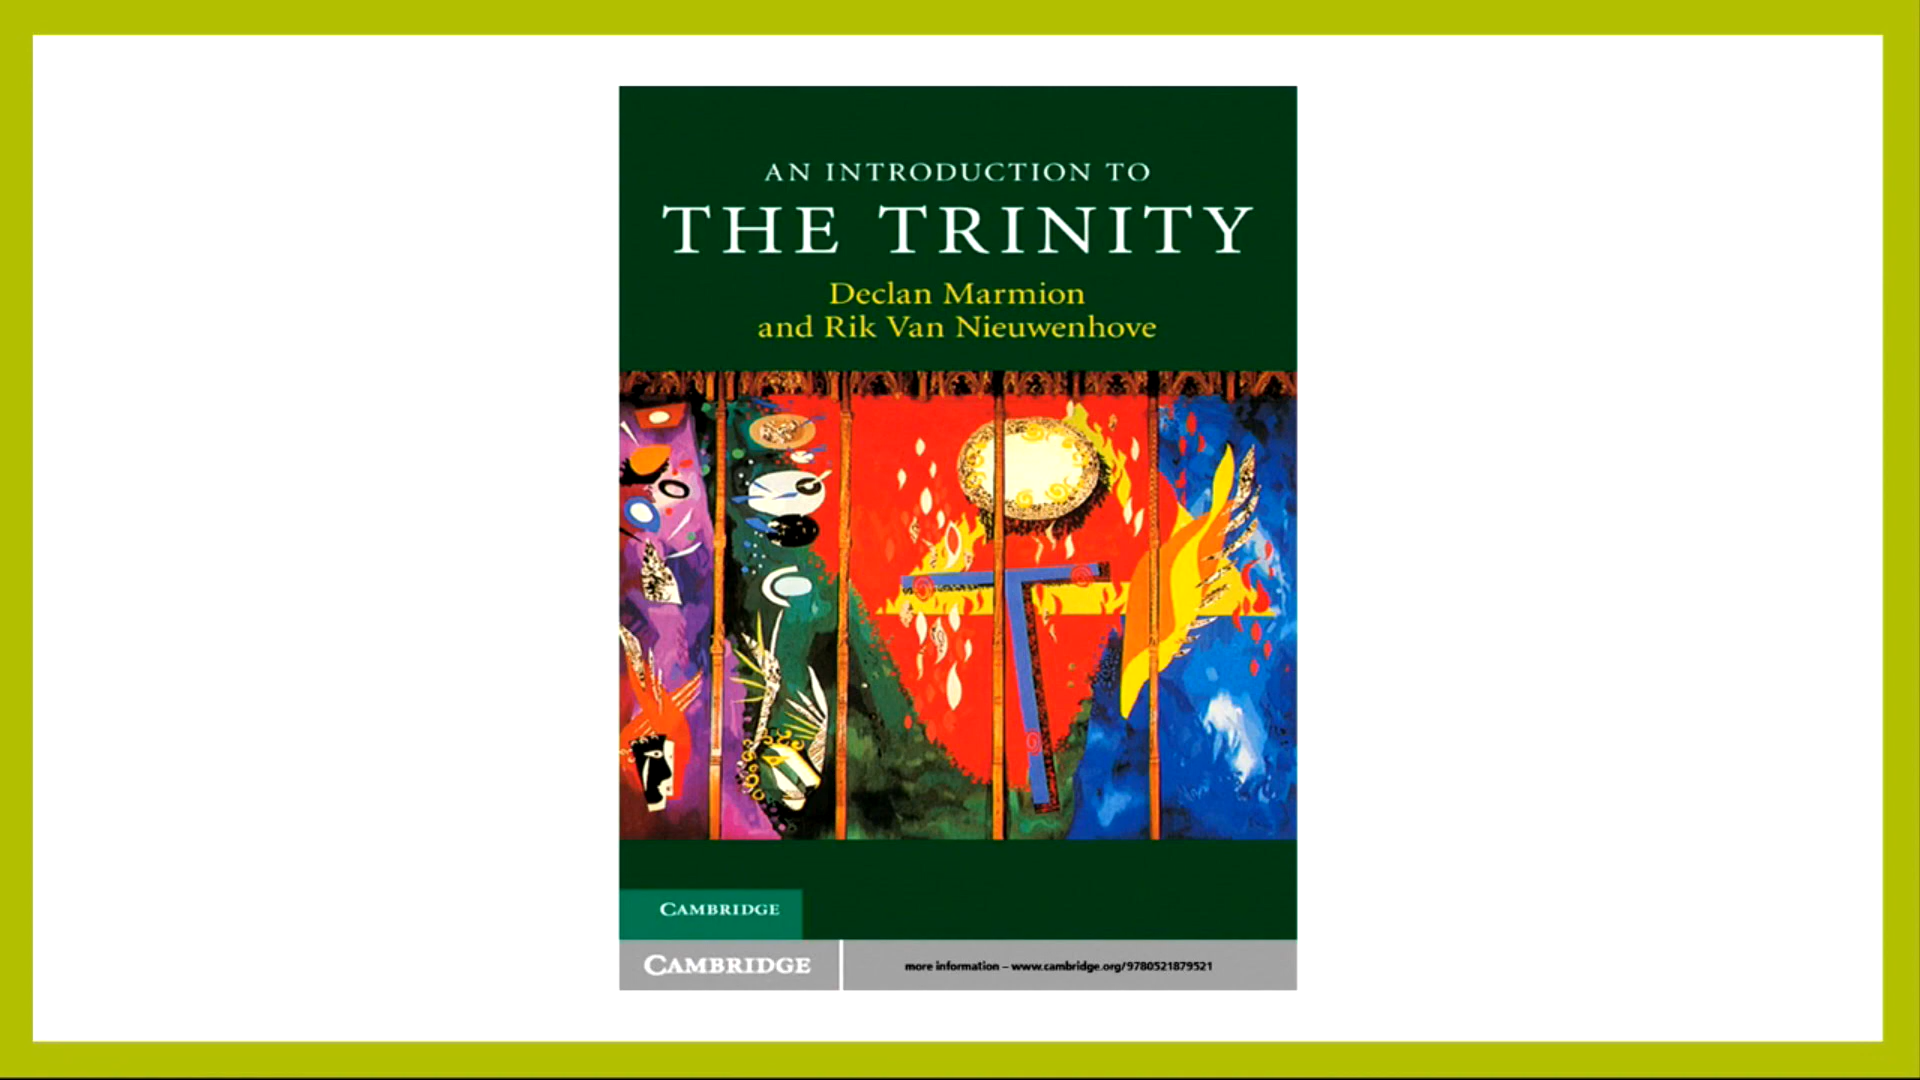 AN INTRODUCTION TO
THE TRINITY
Declan Marmion
and Rik Van Nieuwenhove
CAMBRIDGE
CAMBRIDGE
more information – www.cambridge.org/9780521879521